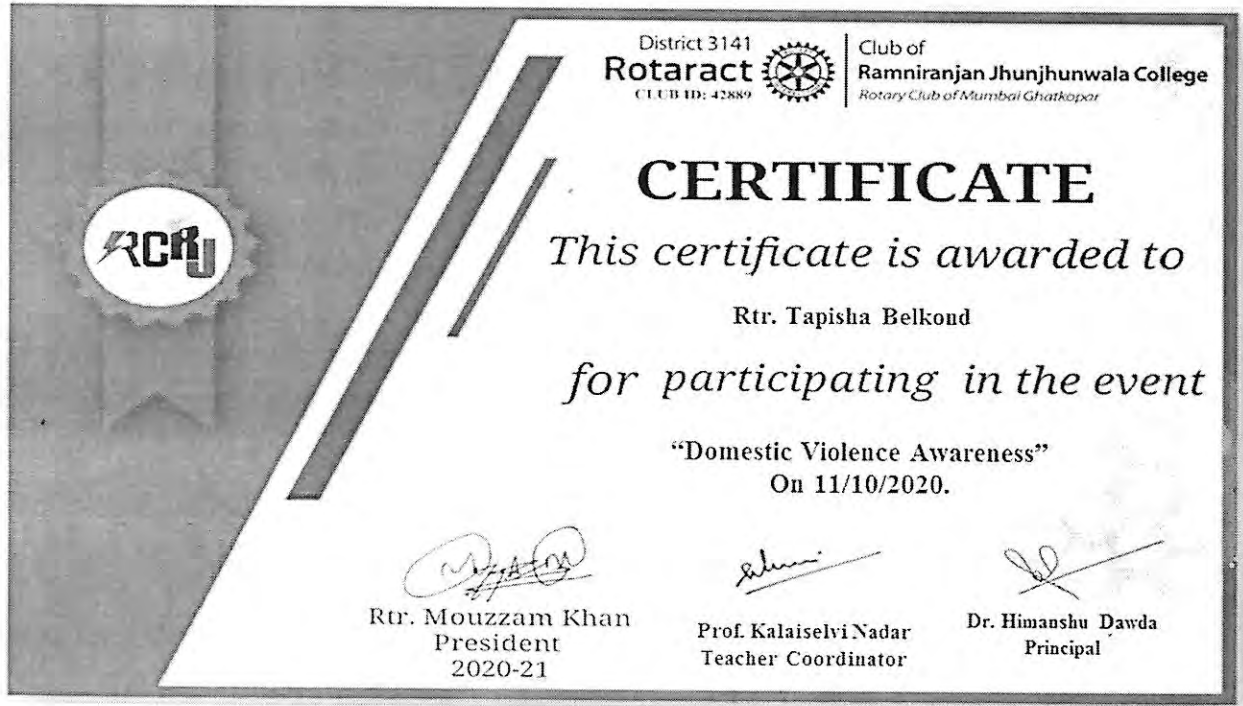 District 3141
Rotaract
CLUB ID: 42889
Club of
Ramniranjan Jhunjhunwala College
Rotary Club of Mumbai Ghatkopar
RCRJ
CERTIFICATE
This certificate is awarded to
Rtr. Tapisha Belkond
for participating in the event
“Domestic Violence Awareness”
On 11/10/2020.
Rtr. Mouzzam Khan
President
2020-21
Prof. Kalaiselvi Nadar
Teacher Coordinator
Dr. Himanshu Dawda
Principal